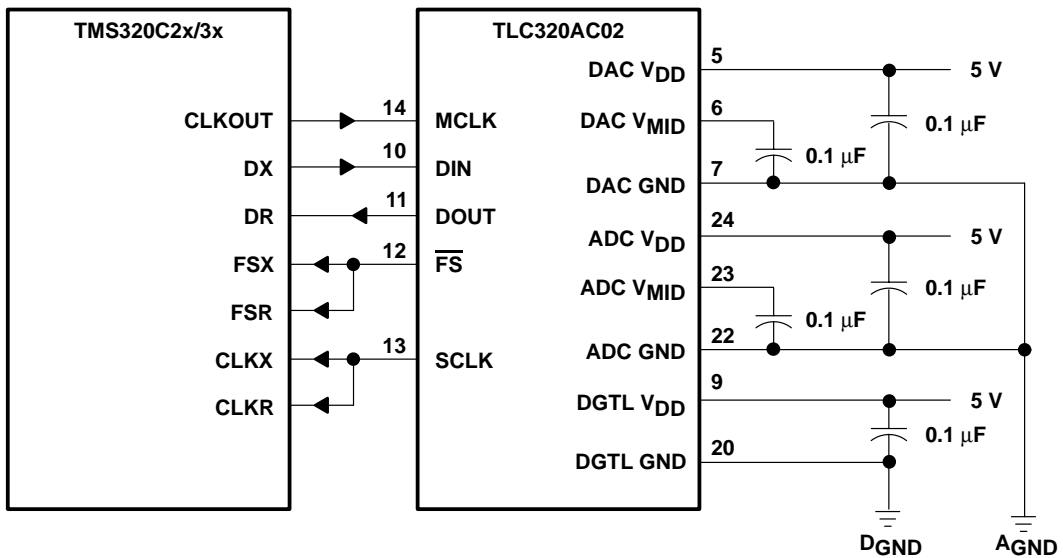 TMS320C2x/3x
CLKOUT
DX
DR
FSX
FSR
CLKX
CLKR
14
10
11
12
13
TLC320AC02
MCLK
DIN
DOUT
FS
SCLK
DAC VDD
DAC VMID
DAC GND
ADC VDD
ADC VMID
ADC GND
DGTL VDD
DGTL GND
5
6
7
24
23
22
9
20
5 V
0.1 μF
0.1 μF
5 V
0.1 μF
0.1 μF
5 V
0.1 μF
DGND
AGND